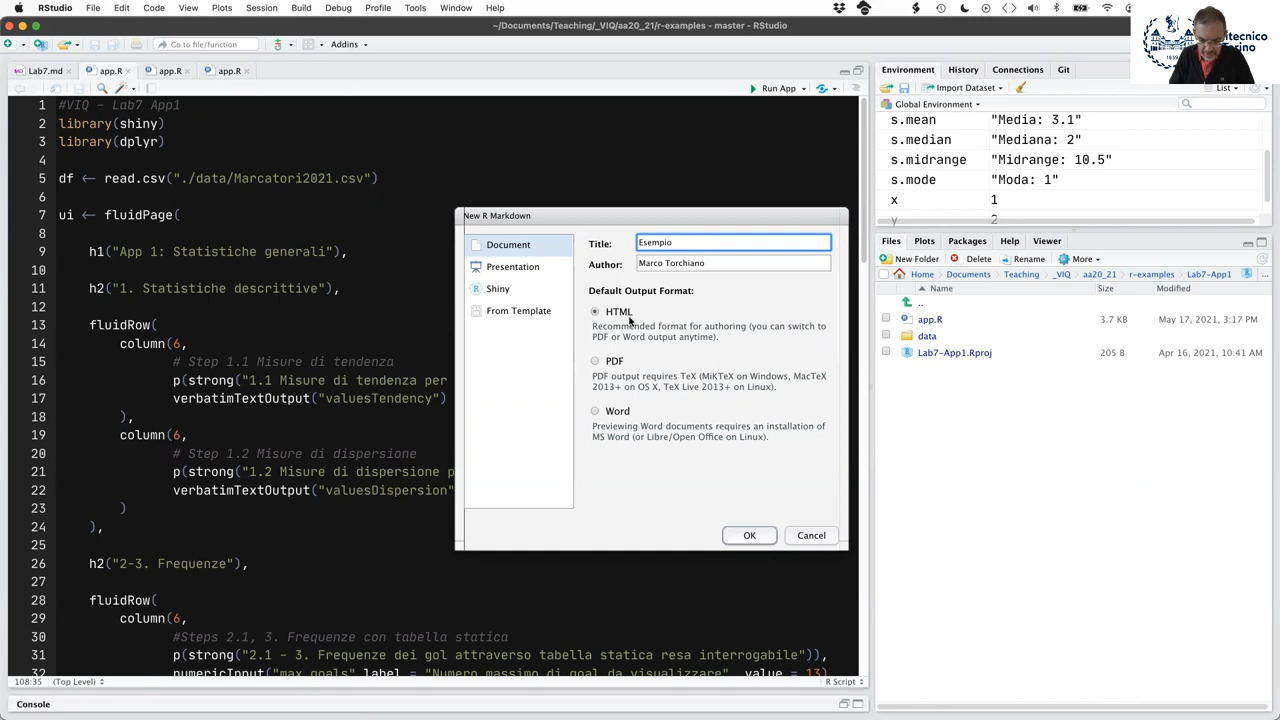 RStudio File Edit Code View Plots Session Build Debug Profile Tools Window Help
~/Documents/Teaching/_VIQ/aa20_21/r-examples - master - RStudio
Go to file/function
Addins
Lab7.md
app.R
app.R
app.R
Run App
1 #VIQ - Lab7 App1
2 library(shiny)
3 library(dplyr)
4
5 df ← read.csv("./data/Marcatori2021.csv")
6
7 ui ← fluidPage(
8
9 h1("App 1: Statistiche generali"),
10
11 h2("1. Statistiche descrittive"),
12
13 fluidRow(
14 column(6,
15 # Step 1.1 Misure di tendenza
16 p(strong("1.1 Misure di tendenza per
17 verbatimTextOutput("valuesTendency")
18 ),
19 column(6,
20 # Step 1.2 Misure di dispersione
21 p(strong("1.2 Misure di dispersione p
22 verbatimTextOutput("valuesDispersion"
23 )
24 ),
25
26 h2("2-3. Frequenze"),
27
28 fluidRow(
29 column(6,
30 #Steps 2.1, 3. Frequenze con tabella statica
31 p(strong("2.1 - 3. Frequenze dei gol attraverso tabella statica resa interrogabile")),
32 numericInput("max_goals" label = "Numero massimo di goal da visualizzare" value = 13)
108:35 (Top Level) R Script
Console
New R Markdown
Document
Presentation
Shiny
From Template
Title: Esempio
Author: Marco Torchiano
Default Output Format:
HTML
Recommended format for authoring (you can switch to
PDF or Word output anytime).
PDF
PDF output requires TeX (MiKTeX on Windows, MacTeX
2013+ on OS X, TeX Live 2013+ on Linux).
Word
Previewing Word documents requires an installation of
MS Word (or Libre/Open Office on Linux).
OK Cancel
Environment History Connections Git
Import Dataset
List
Global Environment
s.mean "Media: 3.1"
s.median "Mediana: 2"
s.midrange "Midrange: 10.5"
s.mode "Moda: 1"
x 1
y 2
Files Plots Packages Help Viewer
New Folder Delete Rename More
Home Documents Teaching _VIQ aa20_21 r-examples Lab7-App1 ...
Name Size Modified
..
app.R 3.7 KB May 17, 2021, 3:17 PM
data
Lab7-App1.Rproj 205 B Apr 16, 2021, 10:41 AM